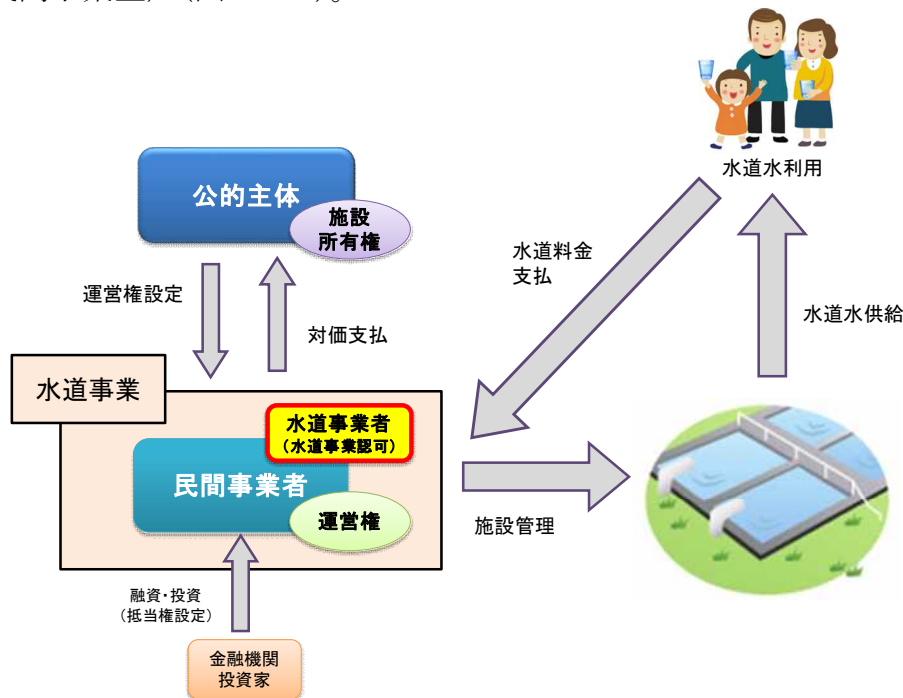 水道水利用
公的主体
施設
所有権
運営権設定
対価支払
水道料金
支払
水道水供給
水道事業
水道事業者
（水道事業認可）
民間事業者
運営権
施設管理
融資・投資
（抵当権設定）
金融機関
投資家